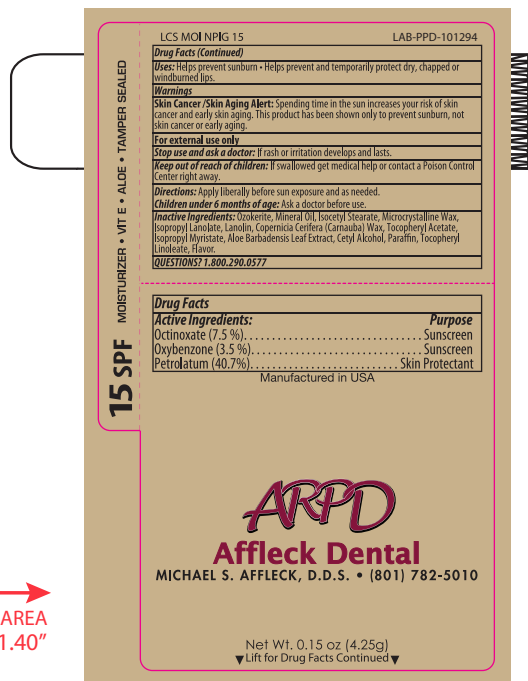 LCS MOI NPIG 15 LAB-PPD-101294
Drug Facts (Continued)
Uses: Helps prevent sunburn • Helps prevent and temporarily protect dry, chapped or
windburned lips.
Warnings
Skin Cancer /Skin Aging Alert: Spending time in the sun increases your risk of skin
cancer and early skin aging. This product has been shown only to prevent sunburn, not
skin cancer or early aging.
For external use only
Stop use and ask a doctor: If rash or irritation develops and lasts.
Keep out of reach of children: If swallowed get medical help or contact a Poison Control
Center right away.
Directions: Apply liberally before sun exposure and as needed.
Children under 6 months of age: Ask a doctor before use.
Inactive Ingredients: Ozokerite, Mineral Oil, Isocetyl Stearate, Microcrystalline Wax,
Isopropyl Lanolate, Lanolin, Copernicia Cerifera (Carnauba) Wax, Tocopheryl Acetate,
Isopropyl Myristate, Aloe Barbadensis Leaf Extract, Cetyl Alcohol, Paraffin, Tocopheryl
Linoleate, Flavor.
QUESTIONS? 1.800.290.0577
15 SPF MOISTURIZER • VIT E • ALOE • TAMPER SEALED
Drug Facts
Active Ingredients: Purpose
Octinoxate (7.5 %)................................Sunscreen
Oxybenzone (3.5 %)..............................Sunscreen
Petrolatum (40.7%)..........................Skin Protectant
Manufactured in USA
ARPD
Affleck Dental
MICHAEL S. AFFLECK, D.D.S. • (801) 782-5010
AREA
1.40"
Net Wt. 0.15 oz (4.25g)
▼Lift for Drug Facts Continued▼